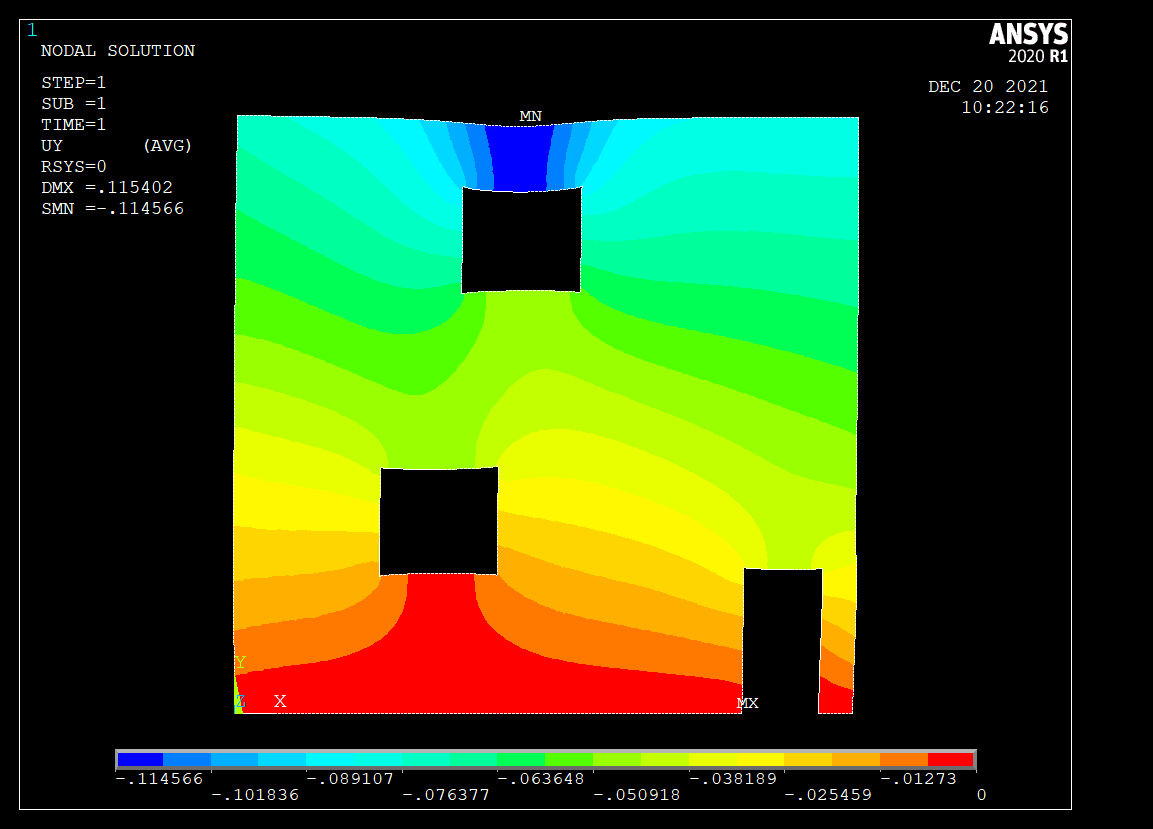 1
ANSYS
2020 R1
NODAL SOLUTION
STEP=1
SUB =1
TIME=1
UY (AVG)
RSYS=0
DMX =.115402
SMN =-.114566
DEC 20 2021
10:22:16
MN
Y
Z X
MX
-.114566 -.089107 -.063648 -.038189 -.01273
-.101836 -.076377 -.050918 -.025459 0